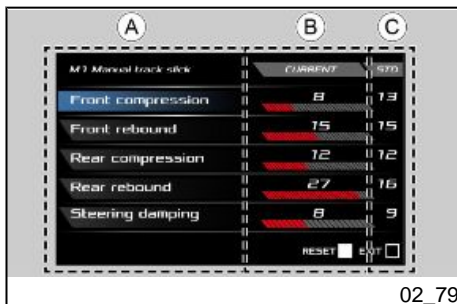 A B C
M1 Manual track slick CURRENT STD
Front compression 8 13
Front rebound 15 15
Rear compression 12 12
Rear rebound 27 16
Steering damping 8 9
RESET EXIT
02_79